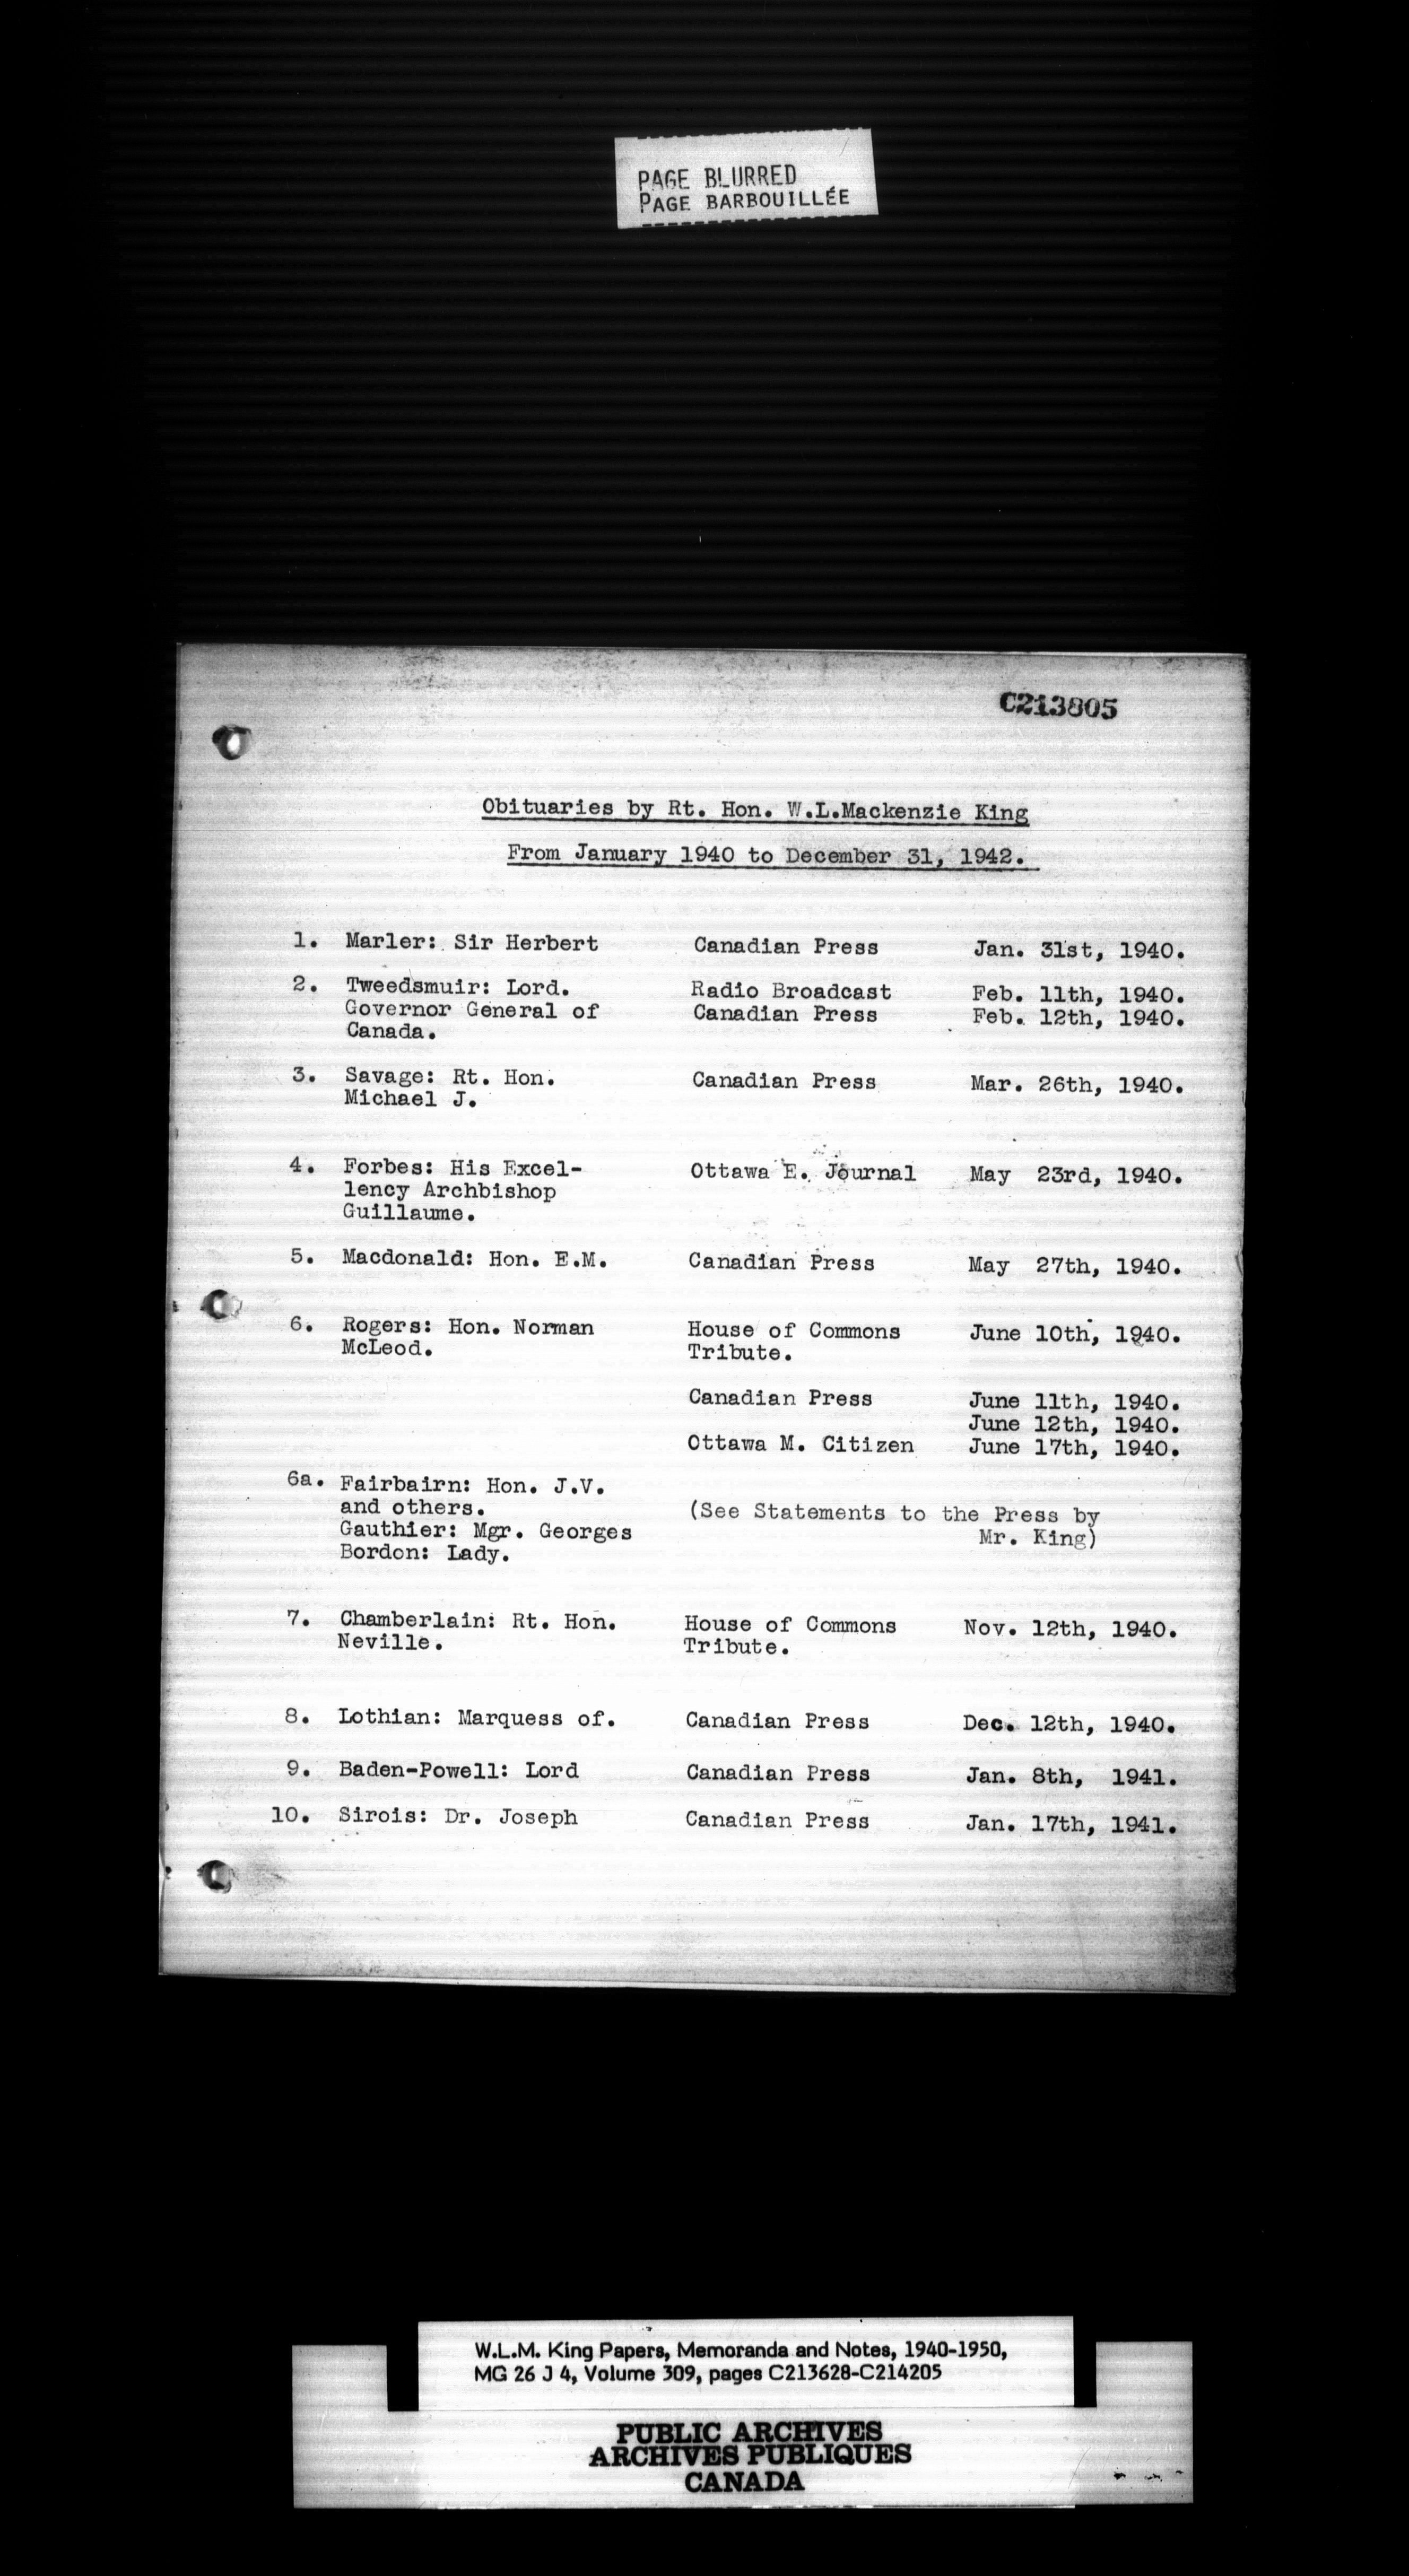 PAGE BLURRED
PAGE BARBOUILLÉE
C213805
Obituaries by Rt. Hon. W.L.Mackenzie King
From January 1940 to December 31, 1942.
1. Marler: Sir Herbert Canadian Press Jan. 31st, 1940.
2. Tweedsmuir: Lord. Radio Broadcast Feb. 11th, 1940.
Governor General of Canadian Press Feb. 12th, 1940.
Canada.
3. Savage: Rt. Hon. Canadian Press Mar. 26th, 1940.
Michael J.
4. Forbes: His Excel- Ottawa E. Journal May 23rd, 1940.
lency Archbishop
Guillaume.
5. Macdonald: Hon. E.M. Canadian Press May 27th, 1940.
6. Rogers: Hon. Norman House of Commons June 10th, 1940.
McLeod. Tribute.
Canadian Press June 11th, 1940.
June 12th, 1940.
Ottawa M. Citizen June 17th, 1940.
6a. Fairbairn: Hon. J.V.
and others. (See Statements to the Press by
Gauthier: Mgr. Georges Mr. King)
Bordon: Lady.
7. Chamberlain: Rt. Hon. House of Commons Nov. 12th, 1940.
Neville. Tribute.
8. Lothian: Marquess of. Canadian Press Dec. 12th, 1940.
9. Baden-Powell: Lord Canadian Press Jan. 8th, 1941.
10. Sirois: Dr. Joseph Canadian Press Jan. 17th, 1941.
W.L.M. King Papers, Memoranda and Notes, 1940-1950,
MG 26 J 4, Volume 309, pages C213628-C214205
PUBLIC ARCHIVES
ARCHIVES PUBLIQUES
CANADA